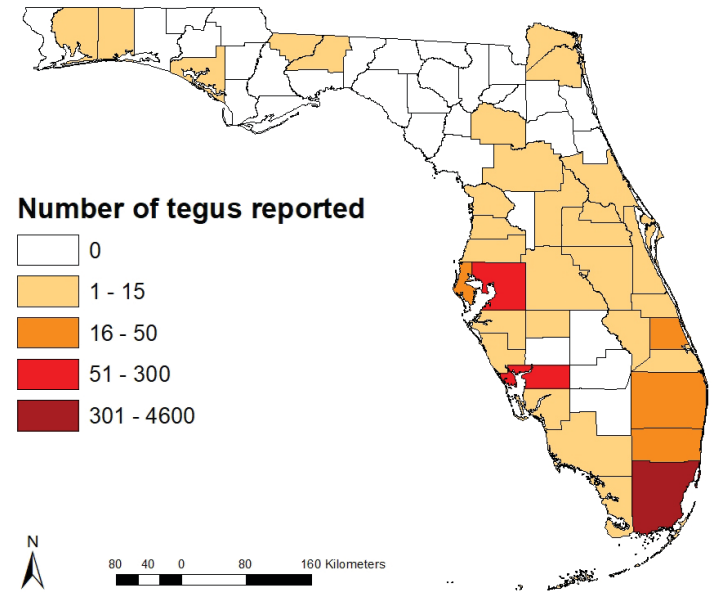 Number of tegus reported
0
1 - 15
16 - 50
51 - 300
301 - 4600
N
80 40 0 80 160 Kilometers